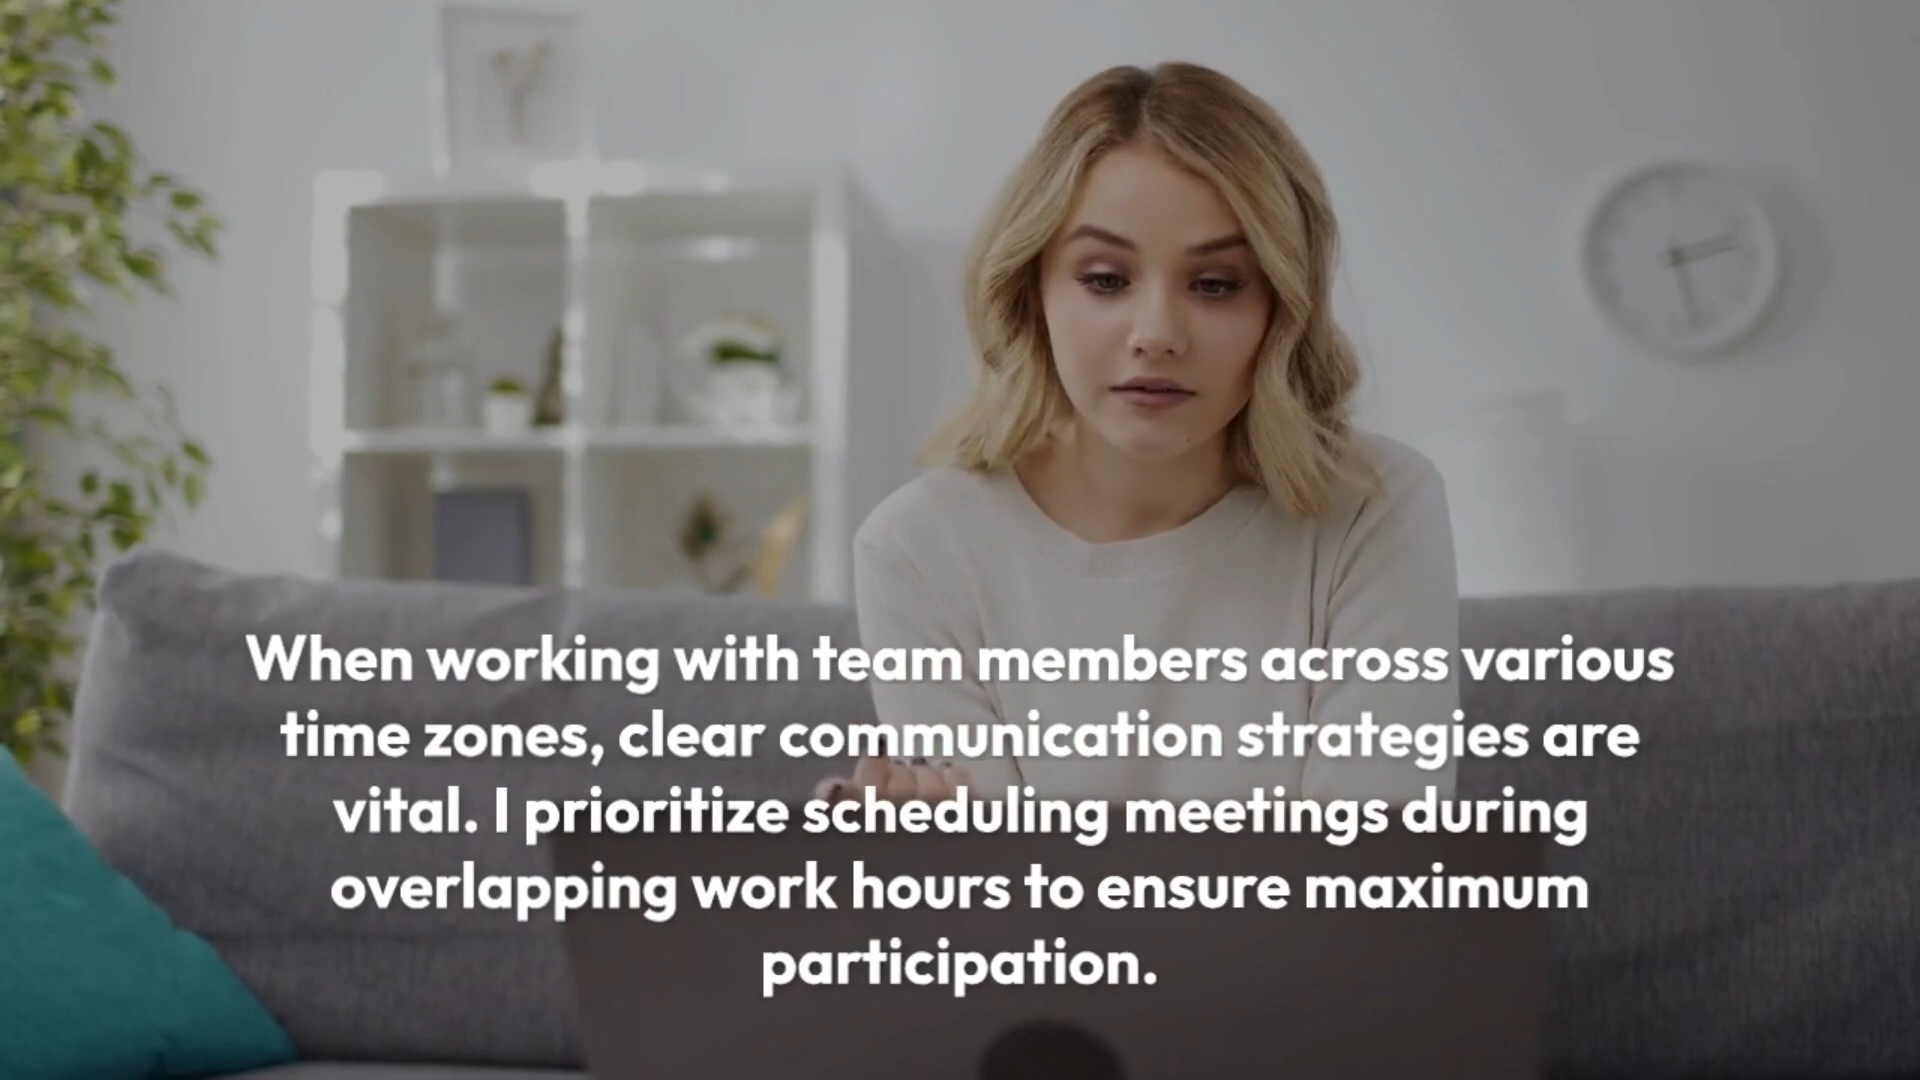 When working with team members across various
time zones, clear communication strategies are
vital. I prioritize scheduling meetings during
overlapping work hours to ensure maximum
participation.